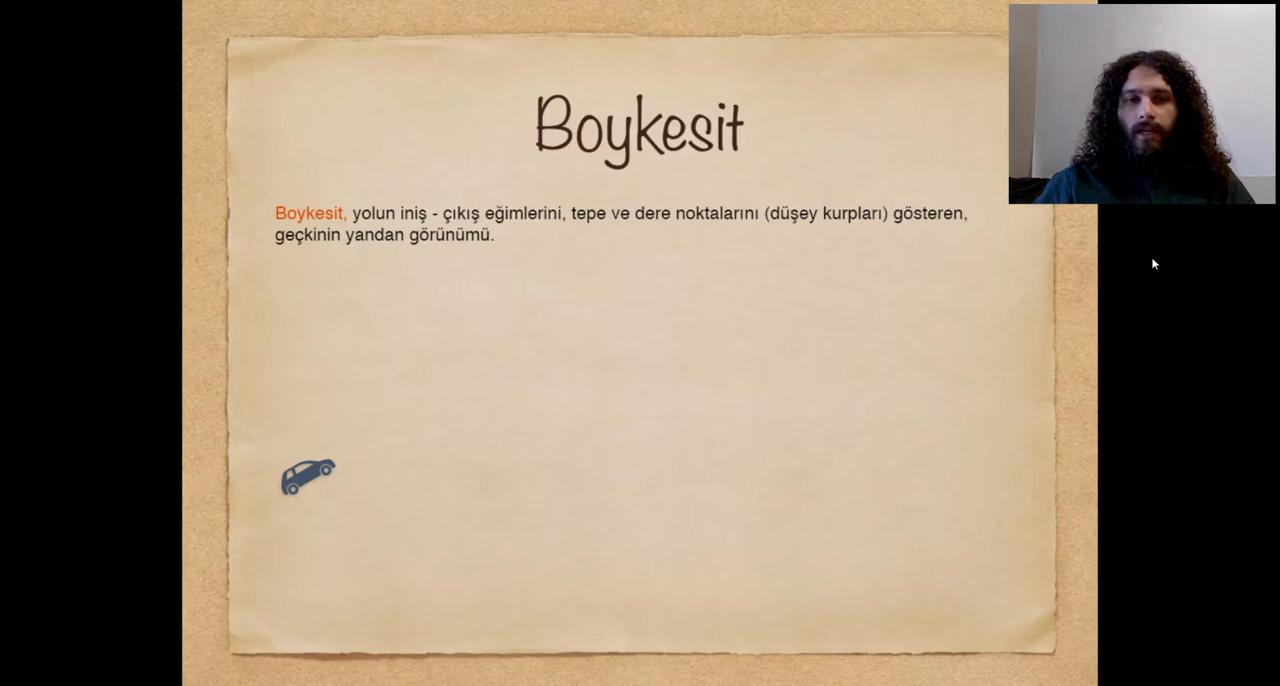 Boykesit
Boykesit, yolun iniş - çıkış eğimlerini, tepe ve dere noktalarını (düşey kurpları) gösteren,
geçkinin yandan görünümü.